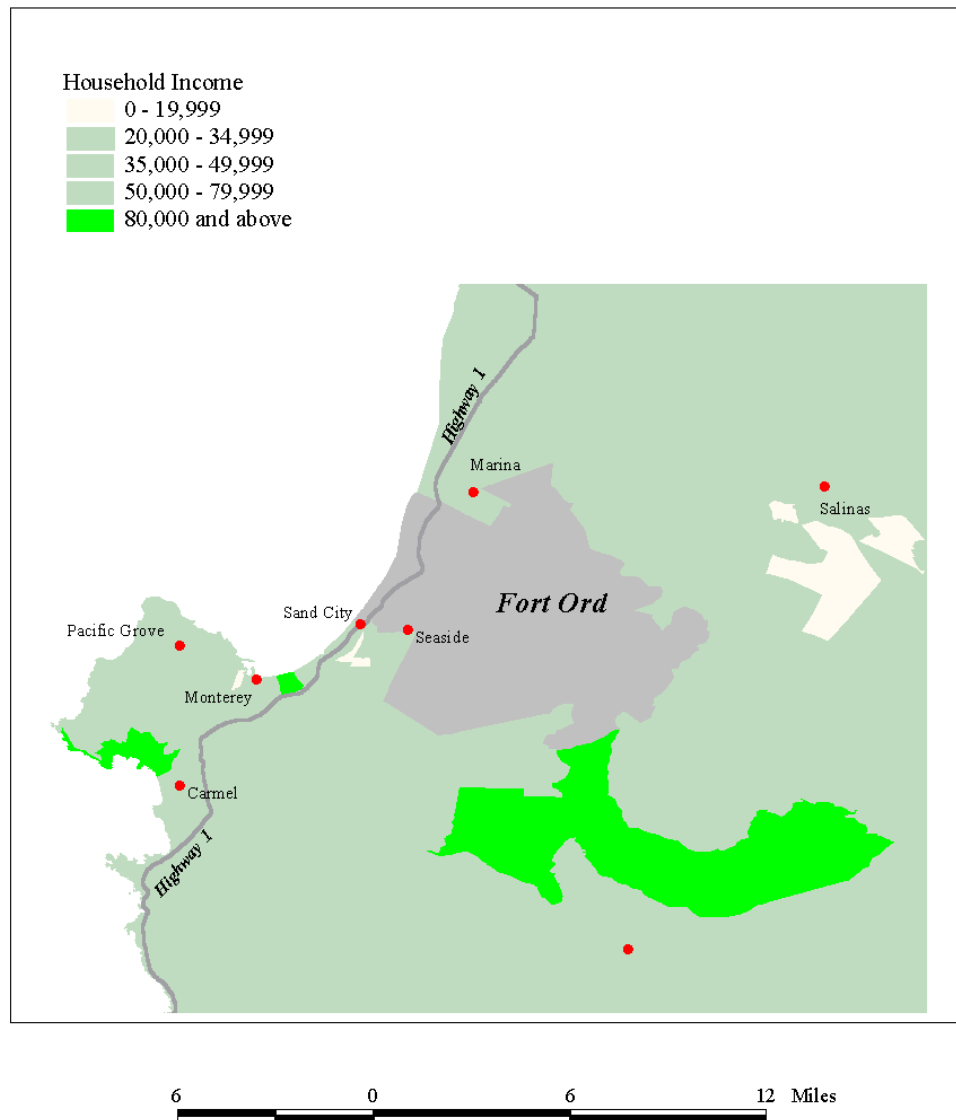 Household Income
0 - 19,999
20,000 - 34,999
35,000 - 49,999
50,000 - 79,999
80,000 and above
Highway 1
Marina
Salinas
Fort Ord
Sand City
Seaside
Pacific Grove
Monterey
Carmel
Highway 1
6 0 6 12 Miles